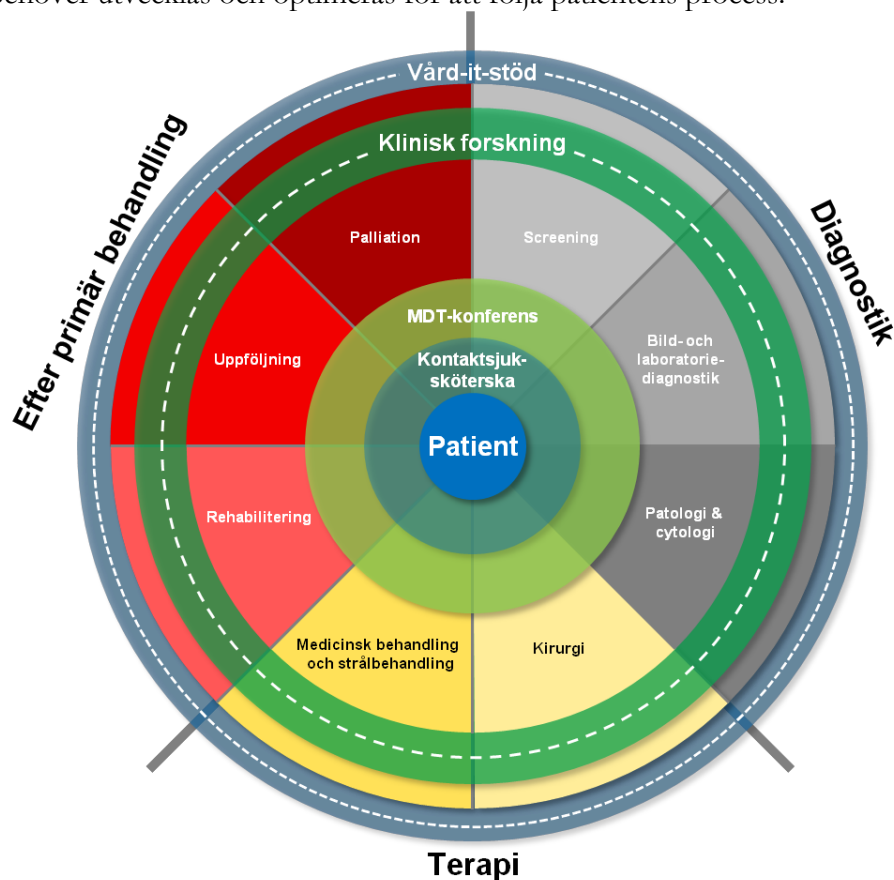 behöver utvecklas och optimeras för att följa patientens process.
Vård-it-stöd
Klinisk forskning
Efter primär behandling
Diagnostik
Palliation
Screening
MDT-konferens
Kontaktsjuk-
sköterska
Uppföljning
Bild- och
laboratorie-
diagnostik
Patient
Rehabilitering
Patologi &
cytologi
Medicinsk behandling
och strålbehandling
Kirurgi
Terapi